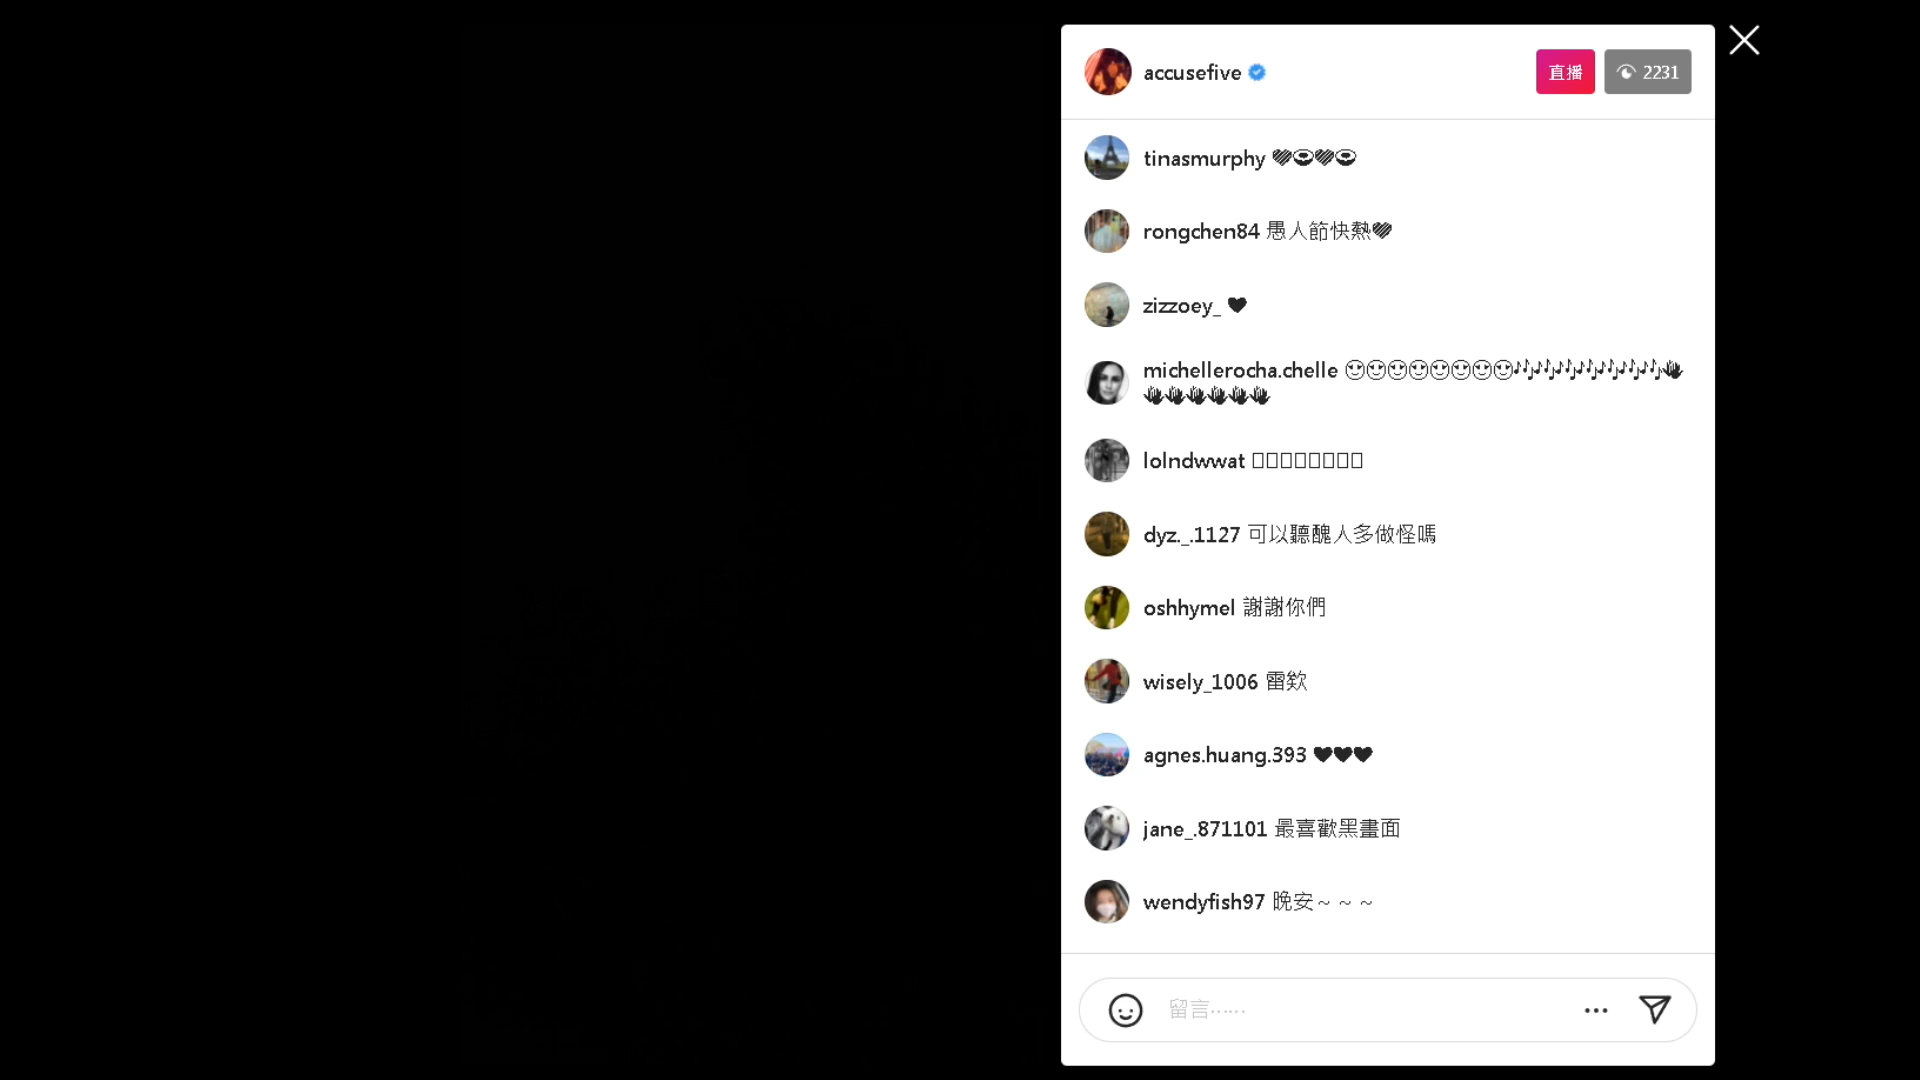 accusefive
直播
2231
tinasmurphy
rongchen84 愚人節快熱
zizzoey_ ♥
michellerocha.chelle ☺☺☺☺☺☺☺☺🎶🎶🎶🎶🎶🎶🎶👋
👋👋👋👋👋👋
lolndwwat
dyz._.1127 可以聽醜人多做怪嗎
oshhymel 謝謝你們
wisely_1006 雷欸
agnes.huang.393 ♥♥♥
jane_.871101 最喜歡黑畫面
wendyfish97 晚安～～～
留言……